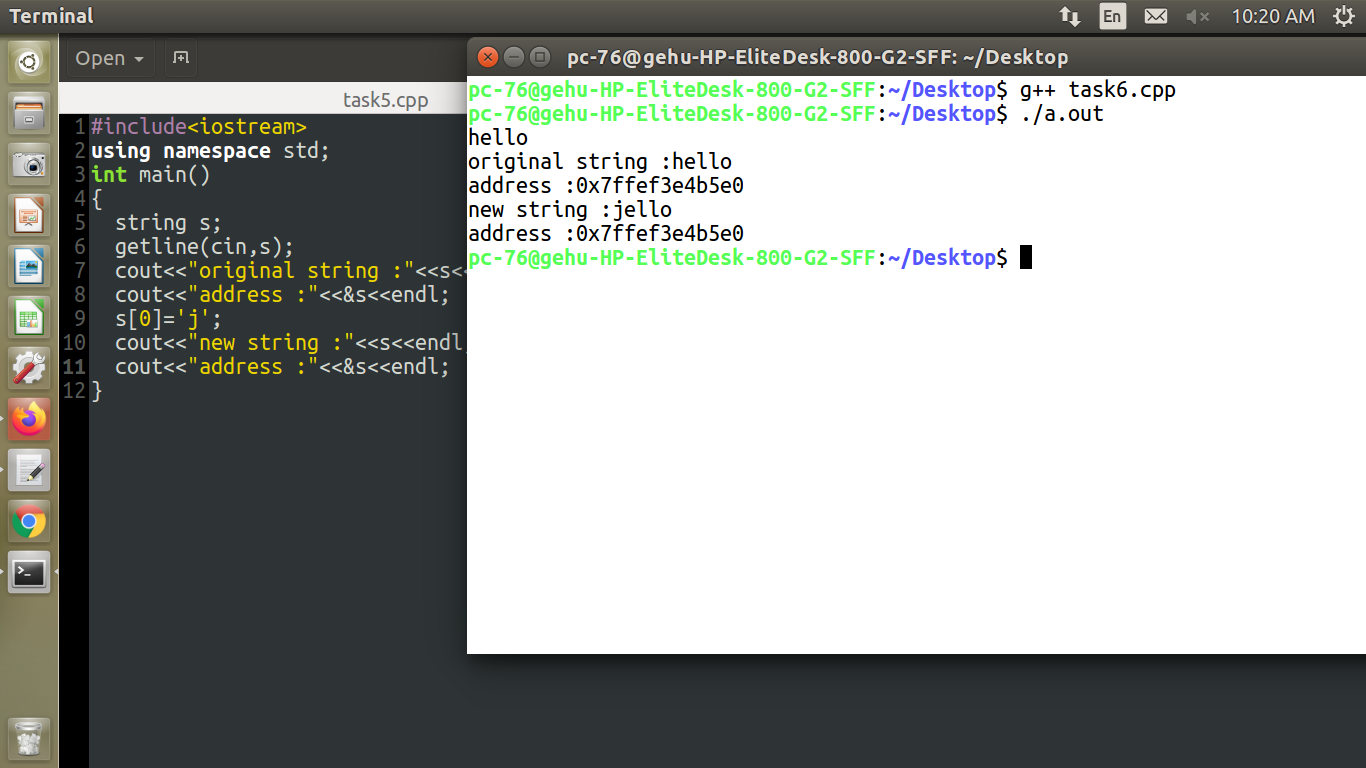 Terminal
En
10:20 AM
Open
task5.cpp
1 #include<iostream>
2 using namespace std;
3 int main()
4 {
5   string s;
6   getline(cin,s);
7   cout<<"original string :"<<s<
8   cout<<"address :"<<&s<<endl;
9   s[0]='j';
10   cout<<"new string :"<<s<<endl
11   cout<<"address :"<<&s<<endl;
12 }
pc-76@gehu-HP-EliteDesk-800-G2-SFF: ~/Desktop
pc-76@gehu-HP-EliteDesk-800-G2-SFF:~/Desktop$ g++ task6.cpp
pc-76@gehu-HP-EliteDesk-800-G2-SFF:~/Desktop$ ./a.out
hello
original string :hello
address :0x7ffef3e4b5e0
new string :jello
address :0x7ffef3e4b5e0
pc-76@gehu-HP-EliteDesk-800-G2-SFF:~/Desktop$